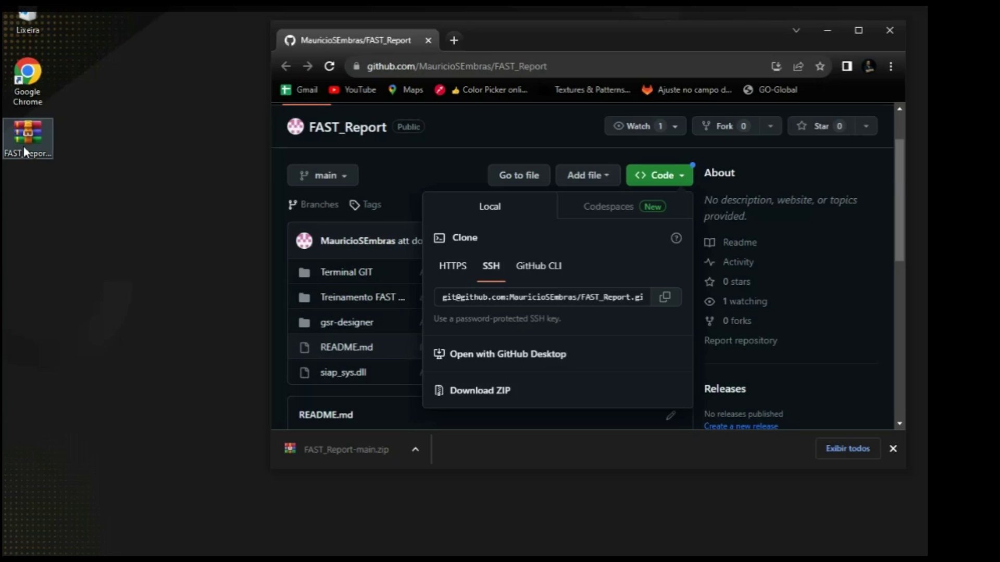 Lixeira
Google
Chrome
MauricioSEmbras/FAST_Report
github.com/MauricioSEmbras/FAST_Report
Gmail YouTube Maps 👍 Color Picker onli... Textures & Patterns... Ajuste no campo d... GO-Global
FAST_Report Public Watch 1 Fork 0 Star 0
main Go to file Add file <> Code
Branches Tags
MauricioSEmbras att do
Terminal GIT
Treinamento FAST ...
gsr-designer
README.md
siap_sys.dll
README.md
Local Codespaces New
Clone
HTTPS SSH GitHub CLI
git@github.com:MauricioSEmbras/FAST_Report.gi
Use a password-protected SSH key.
Open with GitHub Desktop
Download ZIP
About
No description, website, or topics
provided.
Readme
Activity
0 stars
1 watching
0 forks
Report repository
Releases
No releases published
Create a new release
FAST_Report-main.zip Exibir todos